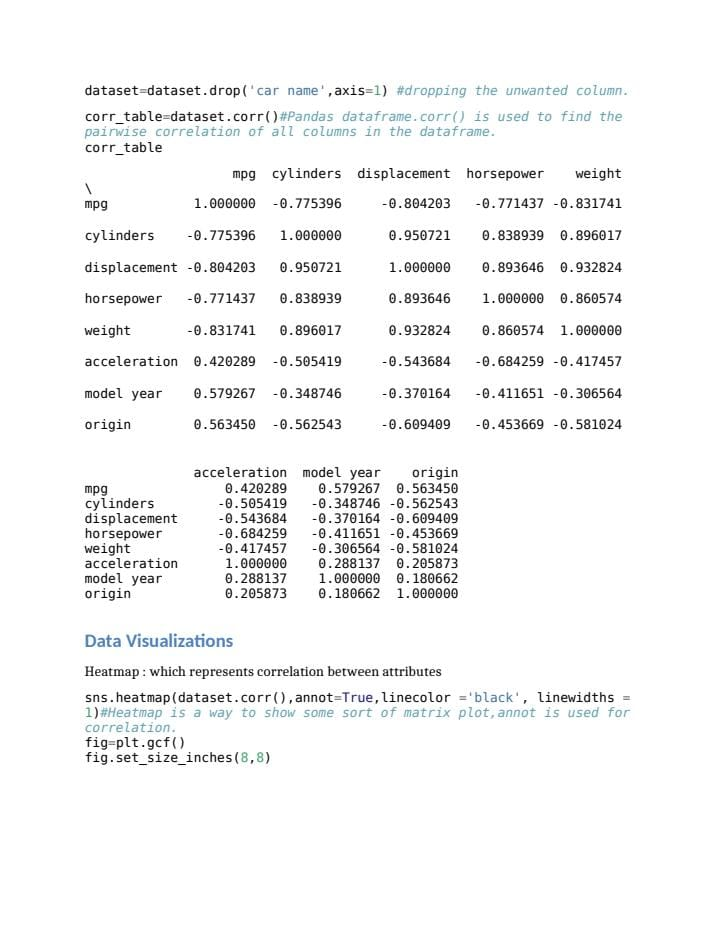 dataset=dataset.drop('car name',axis=1) #dropping the unwanted column.
corr_table=dataset.corr()#Pandas dataframe.corr() is used to find the
pairwise correlation of all columns in the dataframe.
corr_table
mpg cylinders displacement horsepower weight
\
mpg 1.000000 -0.775396 -0.804203 -0.771437 -0.831741
cylinders -0.775396 1.000000 0.950721 0.838939 0.896017
displacement -0.804203 0.950721 1.000000 0.893646 0.932824
horsepower -0.771437 0.838939 0.893646 1.000000 0.860574
weight -0.831741 0.896017 0.932824 0.860574 1.000000
acceleration 0.420289 -0.505419 -0.543684 -0.684259 -0.417457
model year 0.579267 -0.348746 -0.370164 -0.411651 -0.306564
origin 0.563450 -0.562543 -0.609409 -0.453669 -0.581024
acceleration model year origin
mpg 0.420289 0.579267 0.563450
cylinders -0.505419 -0.348746 -0.562543
displacement -0.543684 -0.370164 -0.609409
horsepower -0.684259 -0.411651 -0.453669
weight -0.417457 -0.306564 -0.581024
acceleration 1.000000 0.288137 0.205873
model year 0.288137 1.000000 0.180662
origin 0.205873 0.180662 1.000000
Data Visualizations
Heatmap : which represents correlation between attributes
sns.heatmap(dataset.corr(),annot=True,linecolor ='black', linewidths =
1)#Heatmap is a way to show some sort of matrix plot,annot is used for
correlation.
fig=plt.gcf()
fig.set_size_inches(8,8)